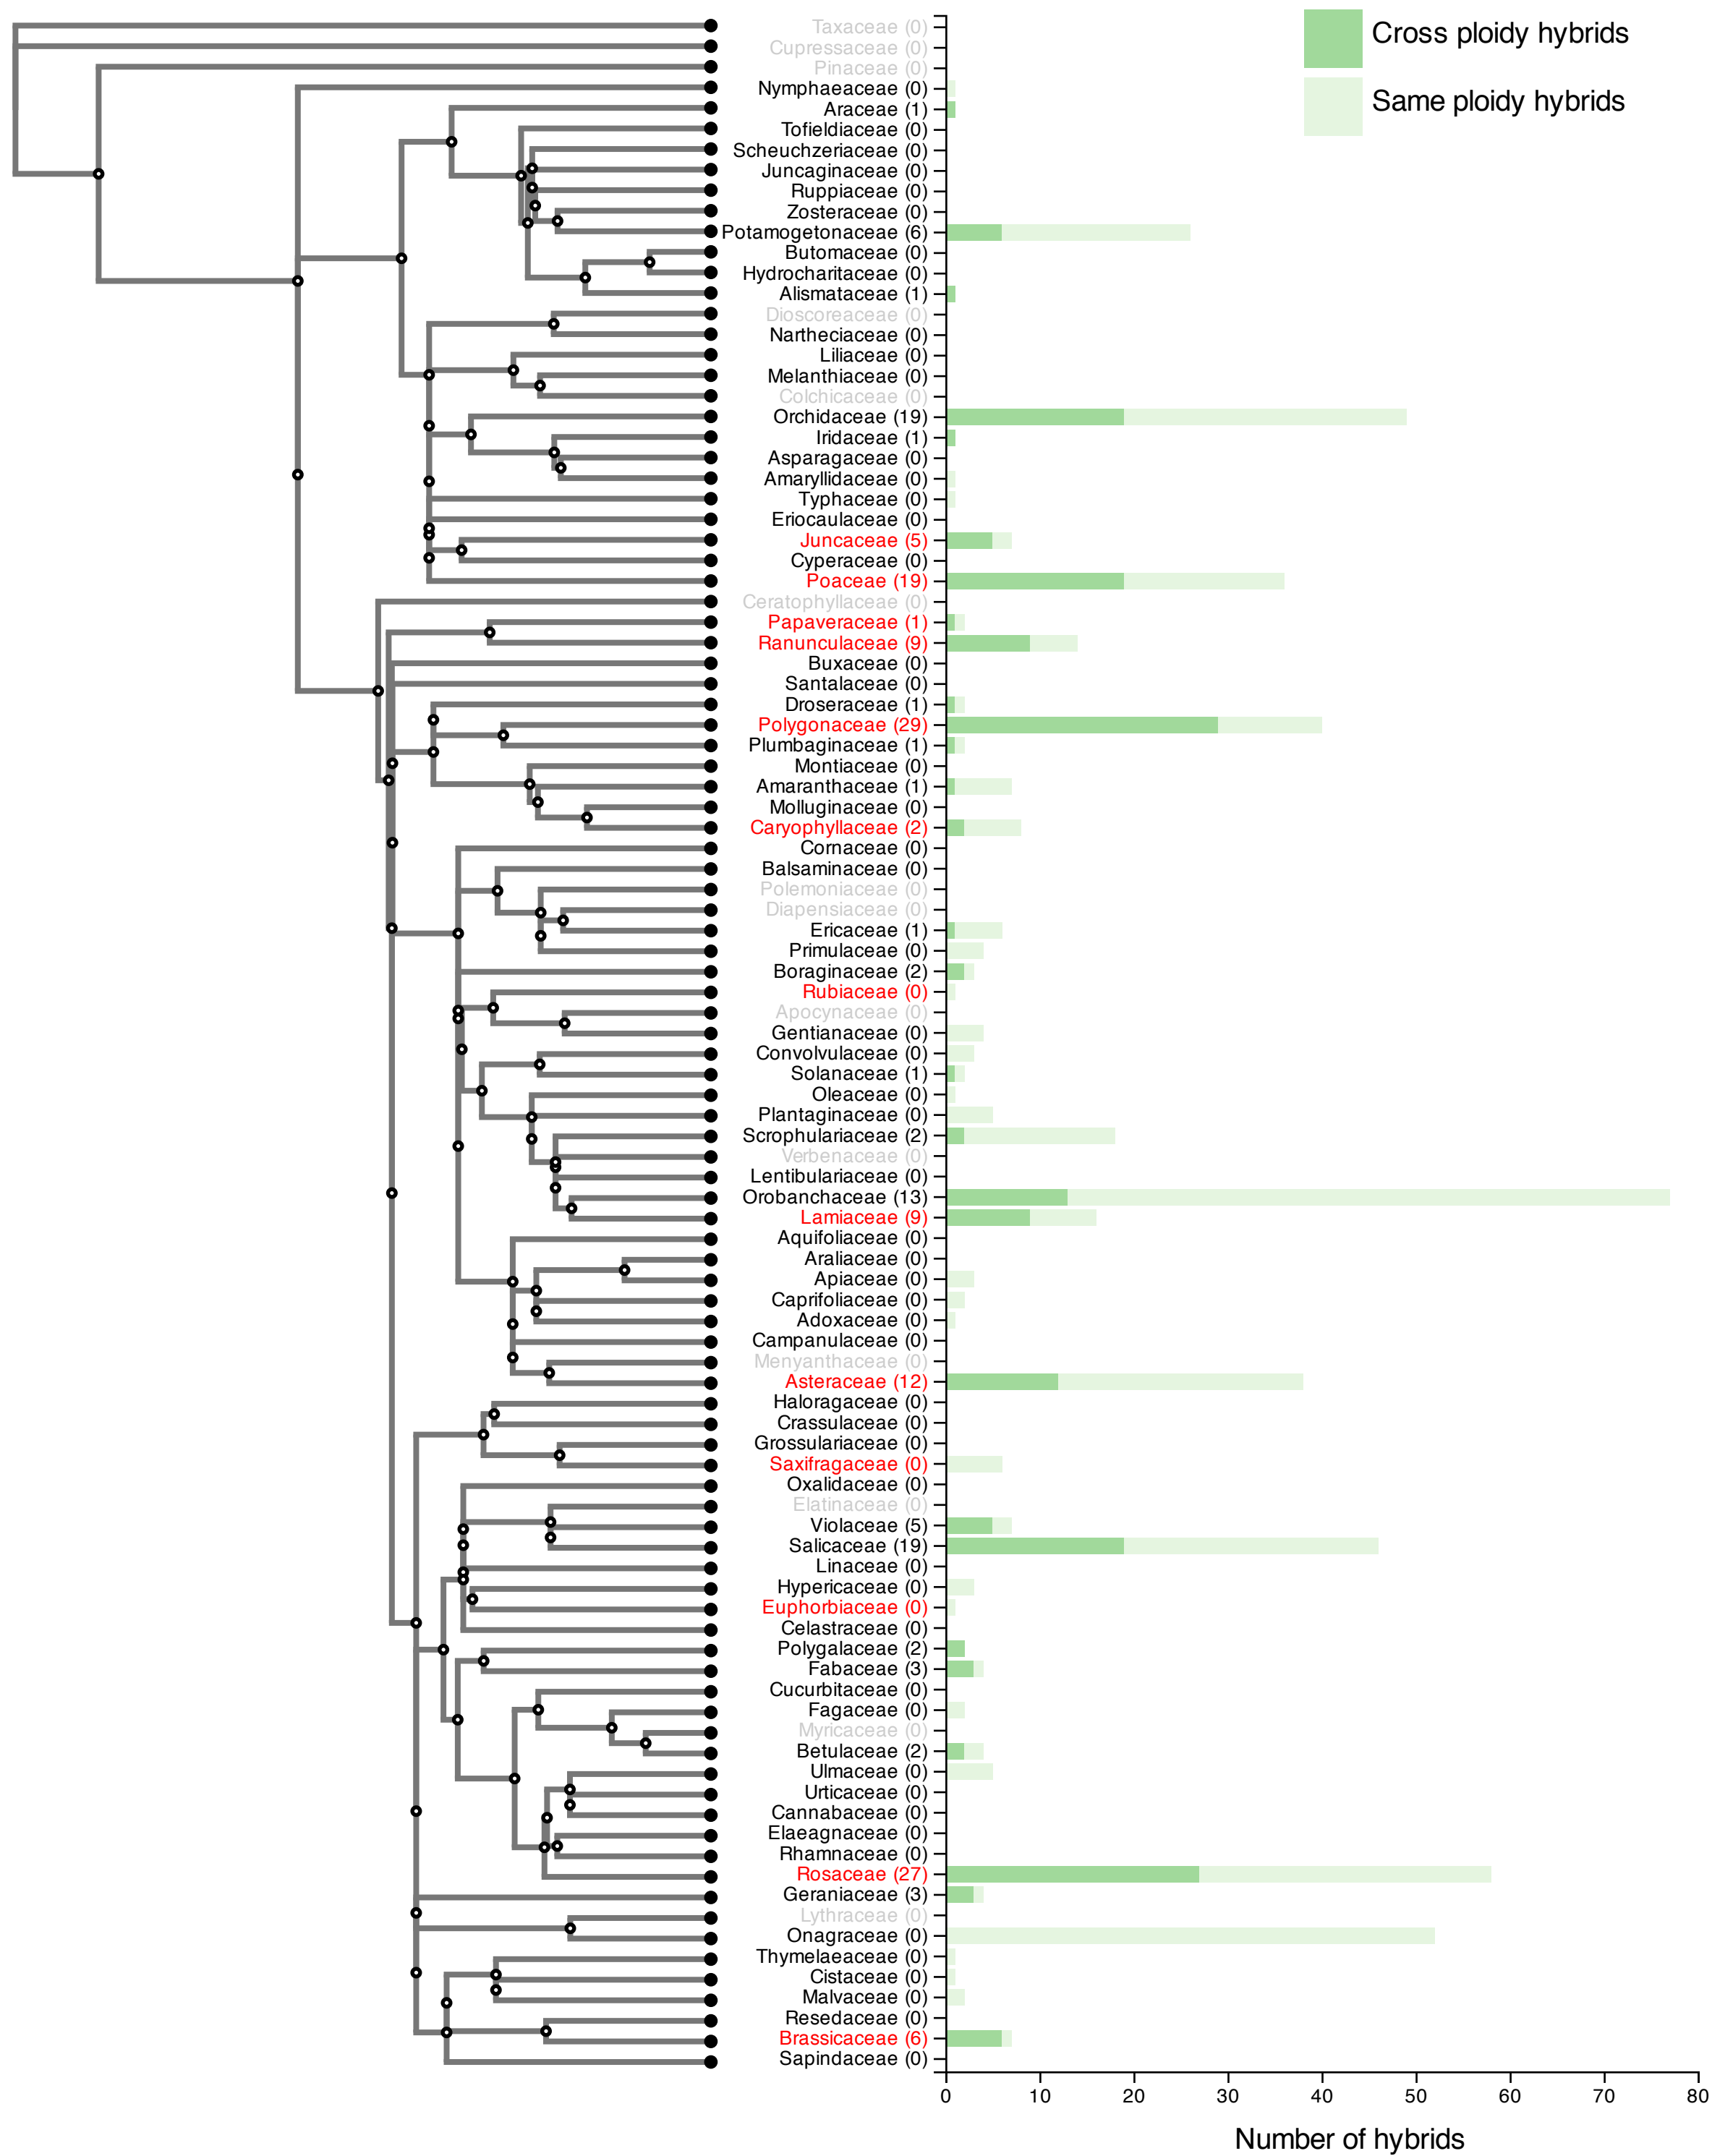 Cross ploidy hybrids
Same ploidy hybrids
Taxaceae (0)
Cupressaceae (0)
Pinaceae (0)
Nymphaeaceae (0)
Araceae (1)
Tofieldiaceae (0)
Scheuchzeriaceae (0)
Juncaginaceae (0)
Ruppiaceae (0)
Zosteraceae (0)
Potamogetonaceae (6)
Butomaceae (0)
Hydrocharitaceae (0)
Alismataceae (1)
Dioscoreaceae (0)
Nartheciaceae (0)
Liliaceae (0)
Melanthiaceae (0)
Colchicaceae (0)
Orchidaceae (19)
Iridaceae (1)
Asparagaceae (0)
Amaryllidaceae (0)
Typhaceae (0)
Eriocaulaceae (0)
Juncaceae (5)
Cyperaceae (0)
Poaceae (19)
Ceratophyllaceae (0)
Papaveraceae (1)
Ranunculaceae (9)
Buxaceae (0)
Santalaceae (0)
Droseraceae (1)
Polygonaceae (29)
Plumbaginaceae (1)
Montiaceae (0)
Amaranthaceae (1)
Molluginaceae (0)
Caryophyllaceae (2)
Cornaceae (0)
Balsaminaceae (0)
Polemoniaceae (0)
Diapensiaceae (0)
Ericaceae (1)
Primulaceae (0)
Boraginaceae (2)
Rubiaceae (0)
Apocynaceae (0)
Gentianaceae (0)
Convolvulaceae (0)
Solanaceae (1)
Oleaceae (0)
Plantaginaceae (0)
Scrophulariaceae (2)
Verbenaceae (0)
Lentibulariaceae (0)
Orobanchaceae (13)
Lamiaceae (9)
Aquifoliaceae (0)
Araliaceae (0)
Apiaceae (0)
Caprifoliaceae (0)
Adoxaceae (0)
Campanulaceae (0)
Menyanthaceae (0)
Asteraceae (12)
Haloragaceae (0)
Crassulaceae (0)
Grossulariaceae (0)
Saxifragaceae (0)
Oxalidaceae (0)
Elatinaceae (0)
Violaceae (5)
Salicaceae (19)
Linaceae (0)
Hypericaceae (0)
Euphorbiaceae (0)
Celastraceae (0)
Polygalaceae (2)
Fabaceae (3)
Cucurbitaceae (0)
Fagaceae (0)
Myricaceae (0)
Betulaceae (2)
Ulmaceae (0)
Urticaceae (0)
Cannabaceae (0)
Elaeagnaceae (0)
Rhamnaceae (0)
Rosaceae (27)
Geraniaceae (3)
Lythraceae (0)
Onagraceae (0)
Thymelaeaceae (0)
Cistaceae (0)
Malvaceae (0)
Resedaceae (0)
Brassicaceae (6)
Sapindaceae (0)
0 10 20 30 40 50 60 70 80
Number of hybrids